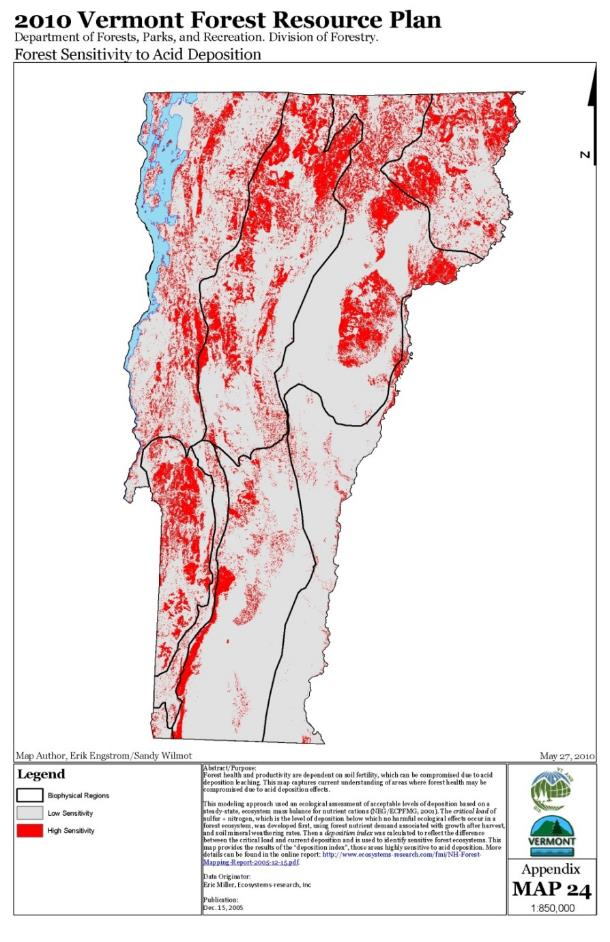 2010 Vermont Forest Resource Plan
Department of Forests, Parks, and Recreation. Division of Forestry.
Forest Sensitivity to Acid Deposition
N
Map Author, Erik Engstrom/Sandy Wilmot
May 27, 2010
Legend
Biophysical Regions
Low Sensitivity
High Sensitivity
Abstract/Purpose:
Forest health and productivity are dependent on soil fertility, which can be compromised due to acid
deposition leaching. This map captures current understanding of areas where forest health may be
compromised due to acid deposition effects.
This modeling approach used an ecological assessment of acceptable levels of deposition based on a
steady-state, ecosystem mass balance for nutrient cations (NEG/ECPFMG, 2001). The critical load of
sulfur + nitrogen, which is the level of deposition below which no harmful ecological effects occur in a
forest ecosystem, was developed first, using forest nutrient demand associated with growth after harvest,
and soil mineral weathering rates. Then a deposition index was calculated to reflect the difference
between the critical load and current deposition and is used to identify sensitive forest ecosystems. This
map provides the results of the "deposition index", those areas highly sensitive to acid deposition. More
details can be found in the online report: http://www.ecosystems-research.com/fmi/NH-Forest-
Mapping-Report-2005-12-15.pdf.
Date Originator:
Eric Miller, Ecosystems-research, Inc
Publication:
Dec. 15, 2005
VERMONT
Appendix
MAP 24
1:850,000